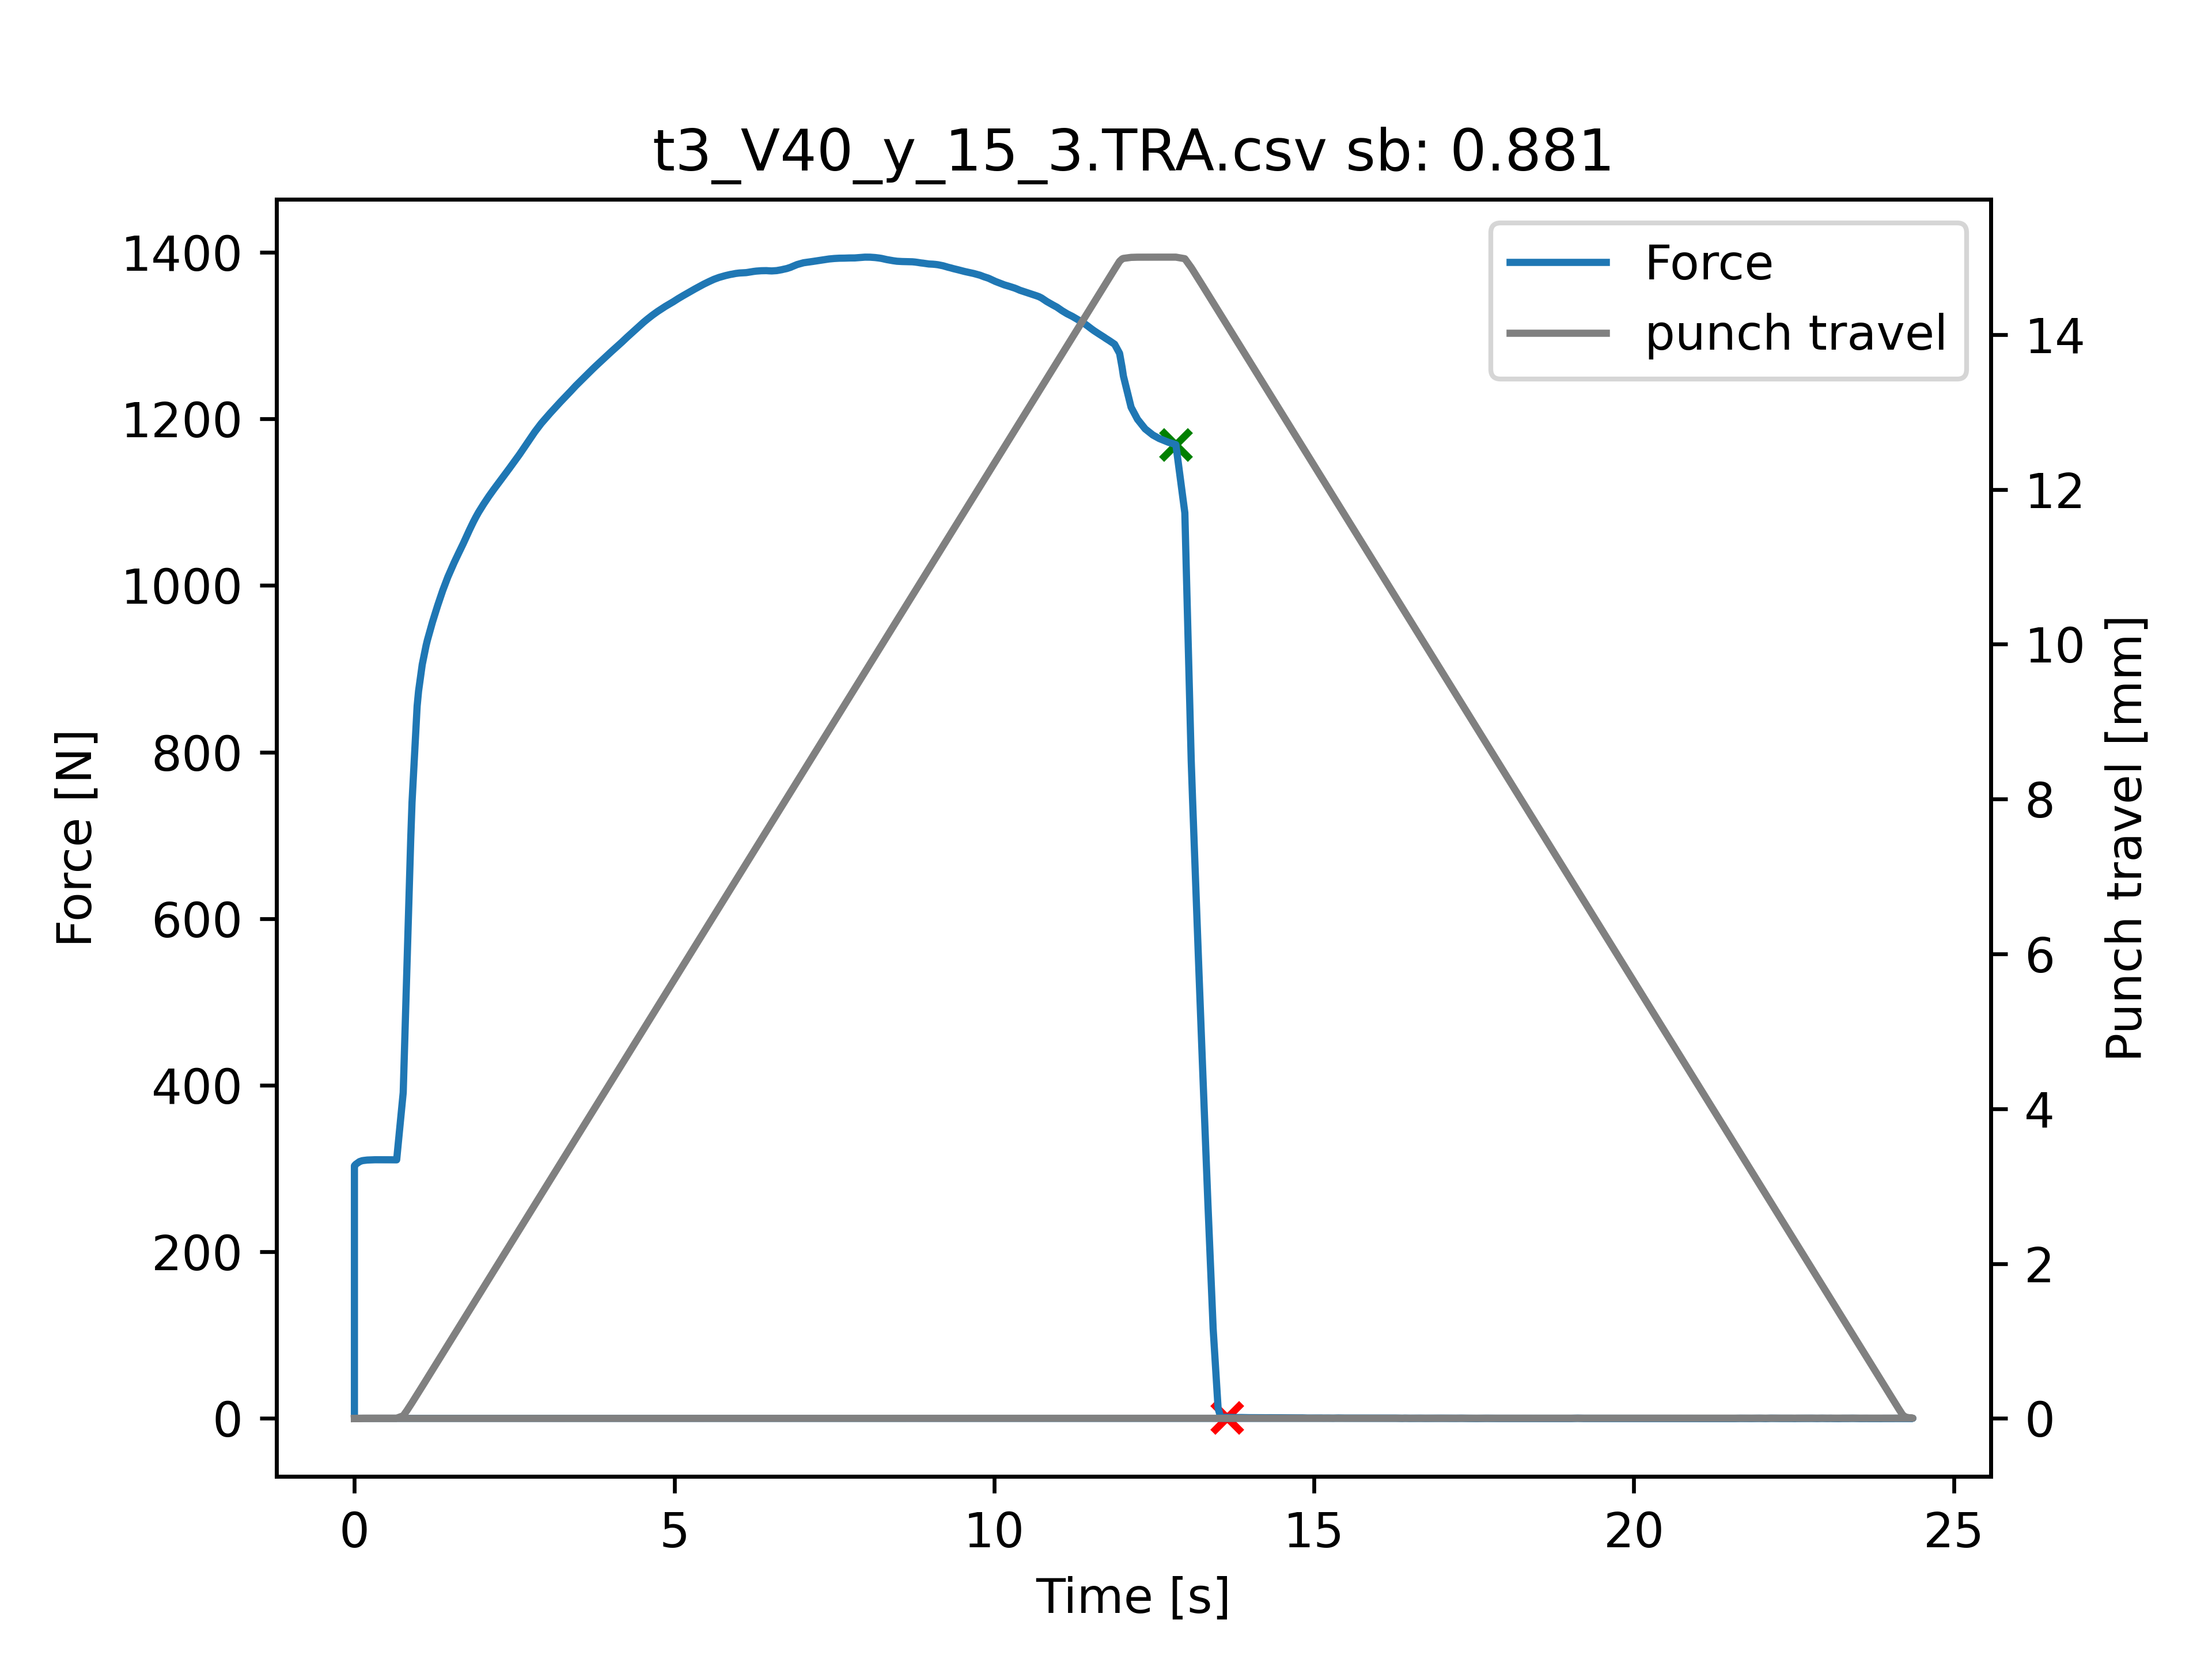 t3_V40_y_15_3.TRA.csv sb: 0.881
Force
punch travel
1400
1200
1000
800
600
400
200
0
Force [N]
14
12
10
8
6
4
2
0
Punch travel [mm]
0 5 10 15 20 25
Time [s]